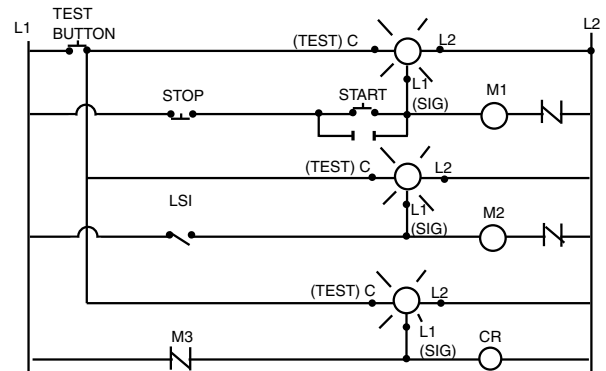 L1
TEST
BUTTON
L2
(TEST) C
L2
L1
(SIG)
STOP
START
M1
(TEST) C
L2
LSI
L1
(SIG)
M2
(TEST) C
L2
M3
L1
(SIG)
CR